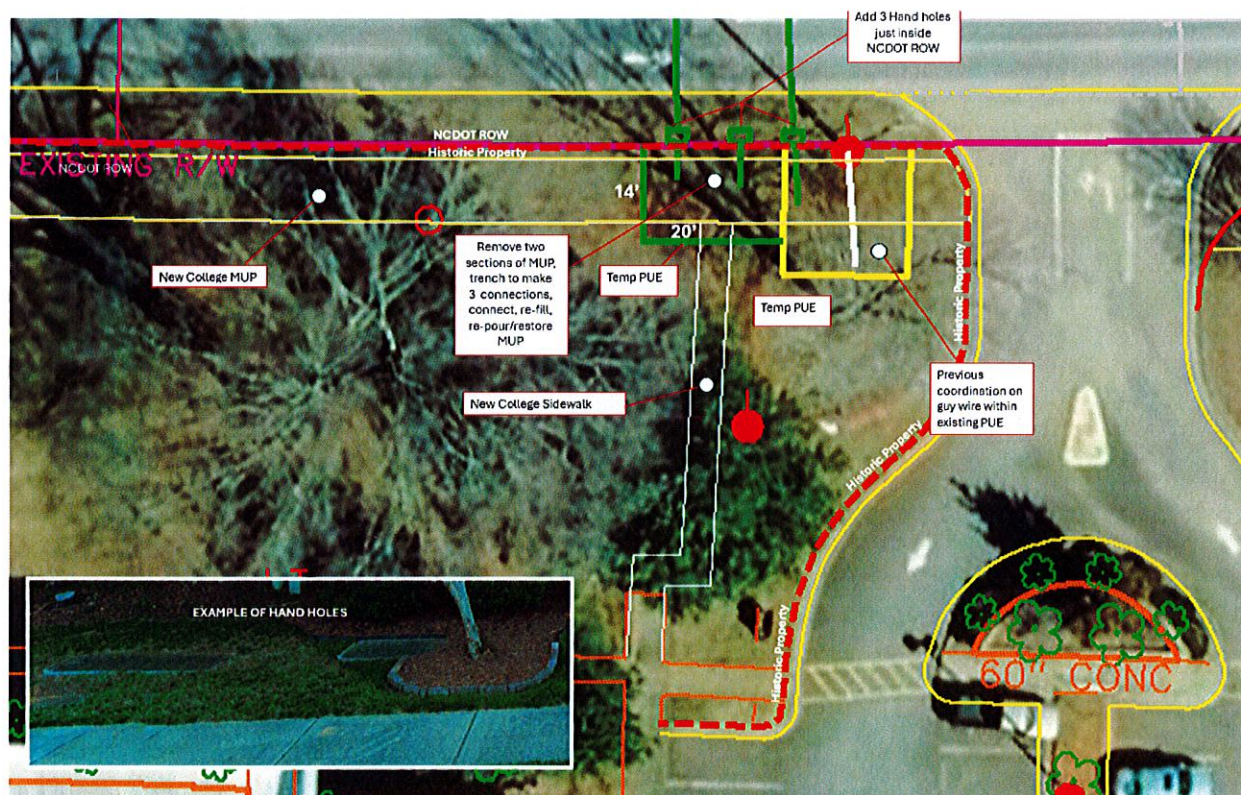 Add 3 Hand holes
just inside
NCDOT ROW
NCDOT ROW
Historic Property
EXISTING R/W
NCDOT ROW
14'
20'
New College MUP
Remove two
sections of MUP,
trench to make
3 connections,
connect, re-fill,
re-pour/restore
MUP
Temp PUE
Temp PUE
Historic Property
Previous
coordination on
guy wire within
existing PUE
New College Sidewalk
Historic Property
EXAMPLE OF HAND HOLES
Historic Property
60" CONC